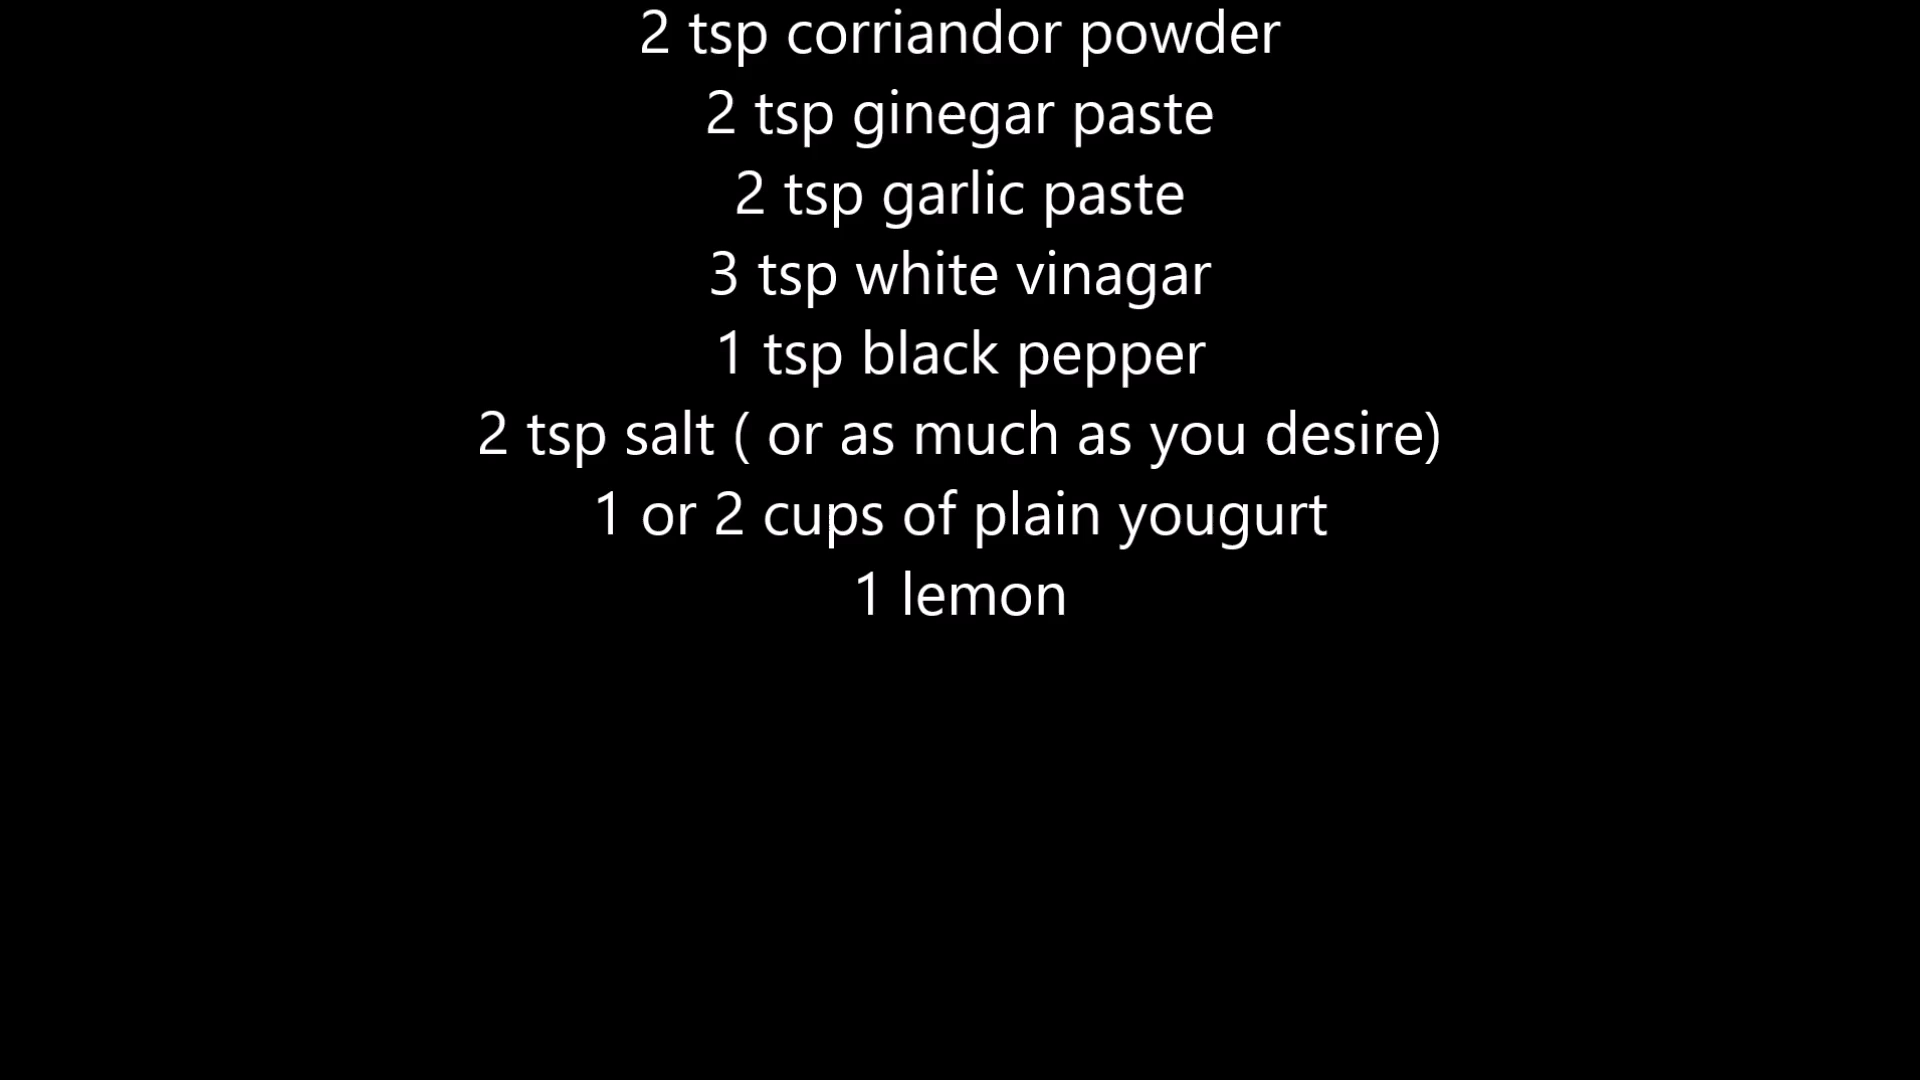 2 tsp corriandor powder
2 tsp ginegar paste
2 tsp garlic paste
3 tsp white vinagar
1 tsp black pepper
2 tsp salt ( or as much as you desire)
1 or 2 cups of plain yougurt
1 lemon